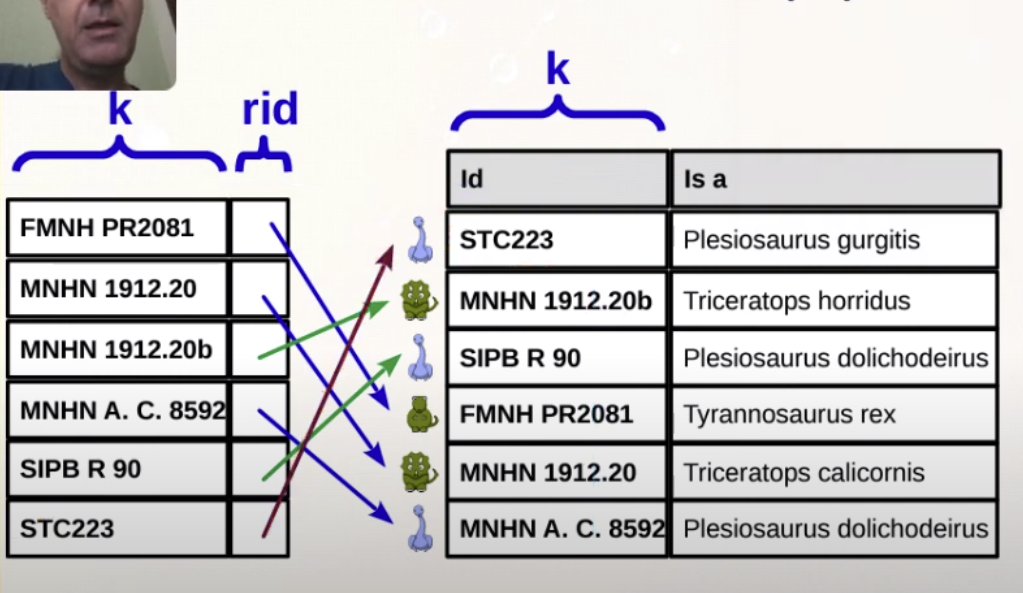 k
rid
k
FMNH PR2081
MNHN 1912.20
MNHN 1912.20b
MNHN A. C. 8592
SIPB R 90
STC223
Id Is a
STC223 Plesiosaurus gurgitis
MNHN 1912.20b Triceratops horridus
SIPB R 90 Plesiosaurus dolichodeirus
FMNH PR2081 Tyrannosaurus rex
MNHN 1912.20 Triceratops calicornis
MNHN A. C. 8592 Plesiosaurus dolichodeirus